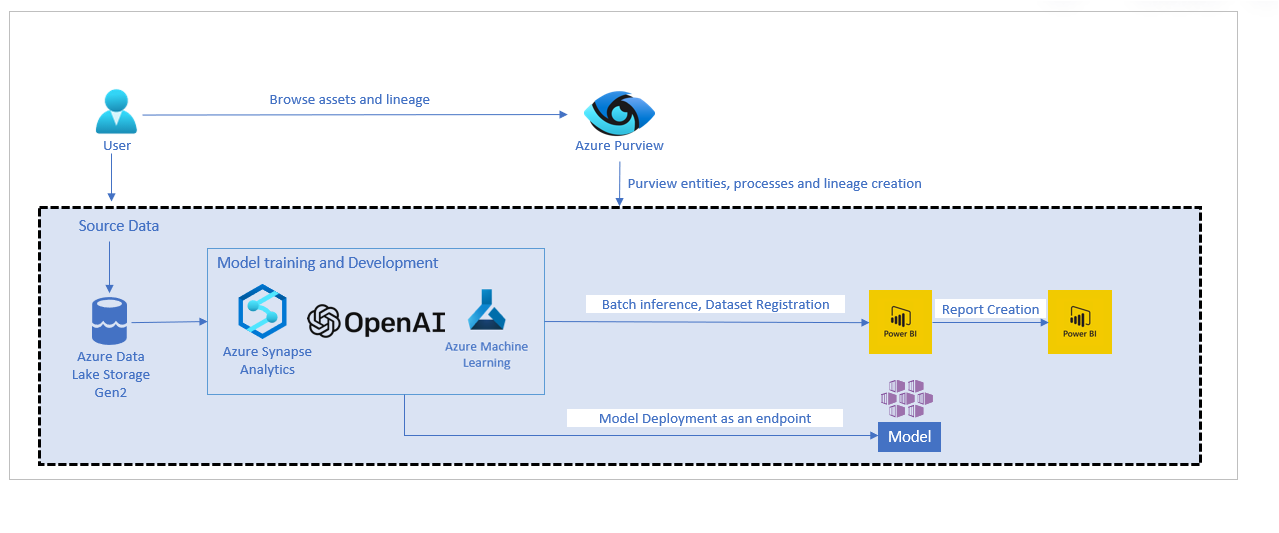 Browse assets and lineage
User
Azure Purview
Purview entities, processes and lineage creation
Source Data
Model training and Development
OpenAI
Azure Synapse
Analytics
Azure Machine
Learning
Azure Data
Lake Storage
Gen2
Batch inference, Dataset Registration
Power BI
Report Creation
Power BI
Model Deployment as an endpoint
Model